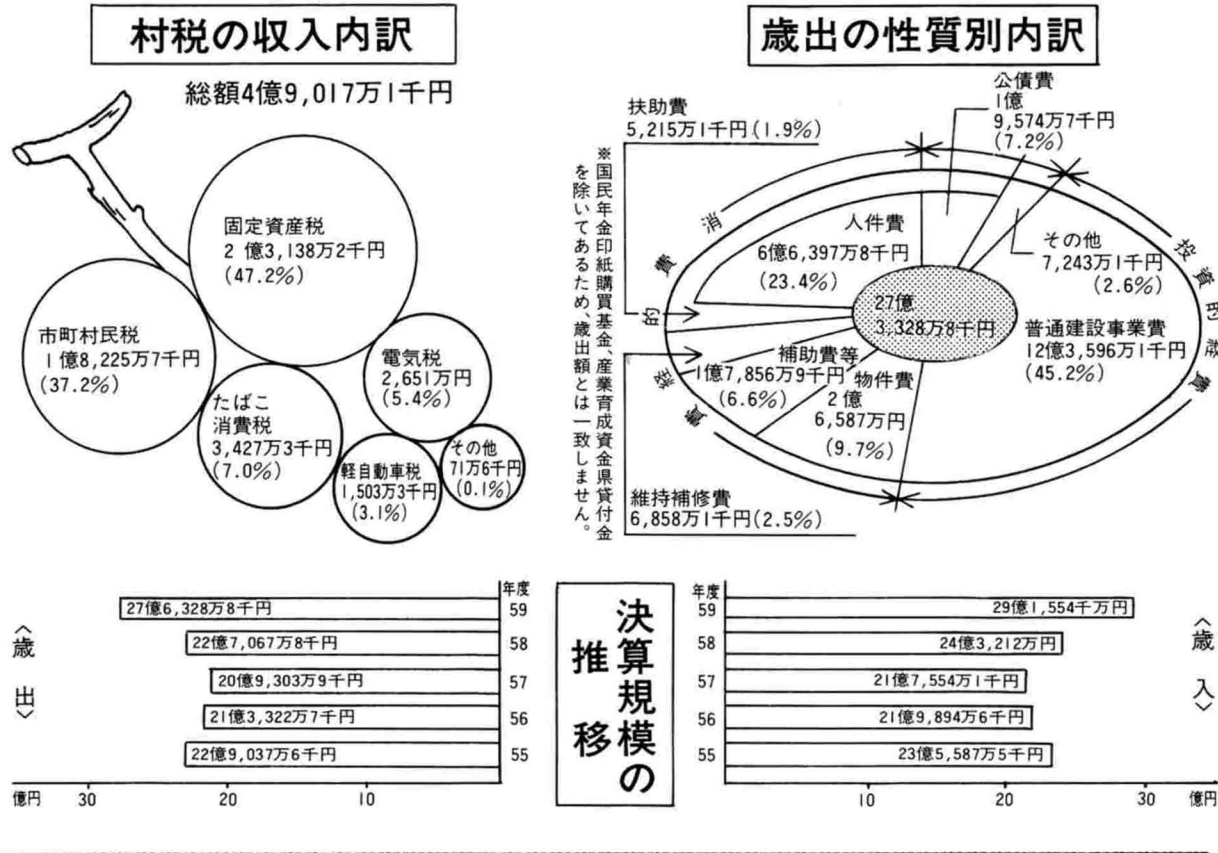 村税の収入内訳
総額4億9,017万1千円
固定資産税
2億3,138万2千円
(47.2%)
市町村民税
1億8,225万7千円
(37.2%)
たばこ
消費税
3,427万3千円
(7.0%)
電気税
2,651万円
(5.4%)
軽自動車税
1,503万3千円
(3.1%)
その他
71万6千円
(0.1%)
歳出の性質別内訳
扶助費
5,215万1千円(1.9%)
公債費
1億
9,574万7千円
(7.2%)
※国民年金印紙購買基金、産業育成資金県貸付金
を除いてあるため、歳出額とは一致しません。
消費的経費
投資的経費
人件費
6億6,397万8千円
(23.4%)
その他
7,243万1千円
(2.6%)
27億
3,328万8千円
普通建設事業費
12億3,596万1千円
(45.2%)
補助費等
1億7,856万9千円
(6.6%)
物件費
2億
6,587万円
(9.7%)
維持補修費
6,858万1千円(2.5%)
決算規模の
推移
〈歳出〉
年度
27億6,328万8千円 59
22億7,067万8千円 58
20億9,303万9千円 57
21億3,322万7千円 56
22億9,037万6千円 55
億円 30 20 10
年度
59 29億1,554千万円
58 24億3,212万円
57 21億7,554万1千円
56 21億9,894万6千円
55 23億5,587万5千円
10 20 30 億円
〈歳入〉